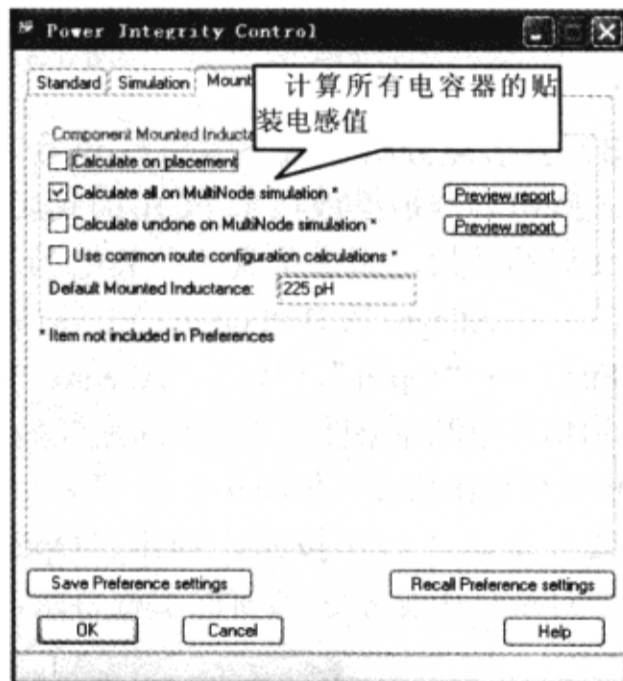 Power Integrity Control
Standard
Simulation
计算所有电容器的贴
装电感值
Component Mounted
Calculate on placement
Calculate all on MultiNode simulation *
Preview report
Calculate undone on MultiNode simulation *
Preview report
Use common route configuration calculations *
Default Mounted Inductance:
225 pH
* Item not included in Preferences
Save Preference settings
Recall Preference settings
OK
Cancel
Help